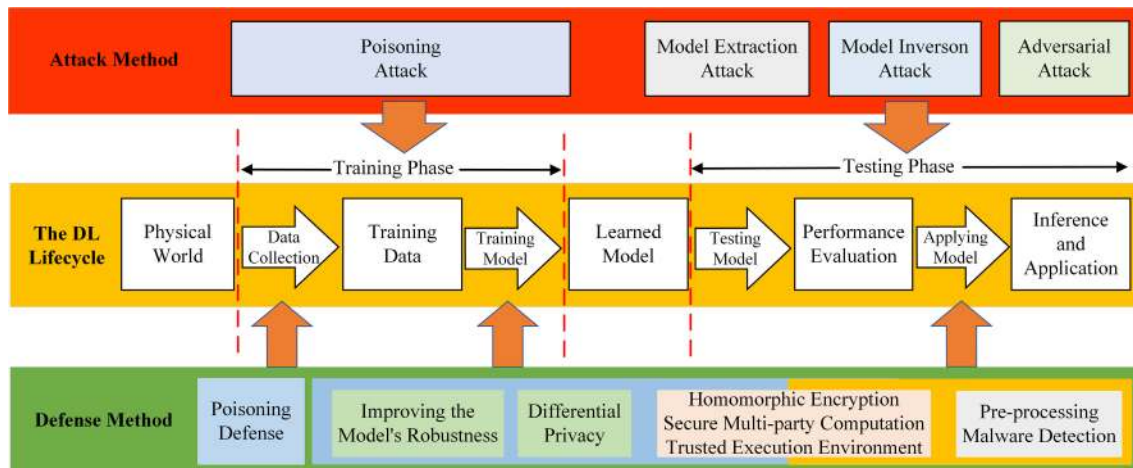 Attack Method
Poisoning
Attack
Model Extraction
Attack
Model Inverson
Attack
Adversarial
Attack
Training Phase
Testing Phase
The DL
Lifecycle
Physical
World
Data
Collection
Training
Data
Training
Model
Learned
Model
Testing
Model
Performance
Evaluation
Applying
Model
Inference
and
Application
Defense Method
Poisoning
Defense
Improving the
Model's Robustness
Differential
Privacy
Homomorphic Encryption
Secure Multi-party Computation
Trusted Execution Environment
Pre-processing
Malware Detection